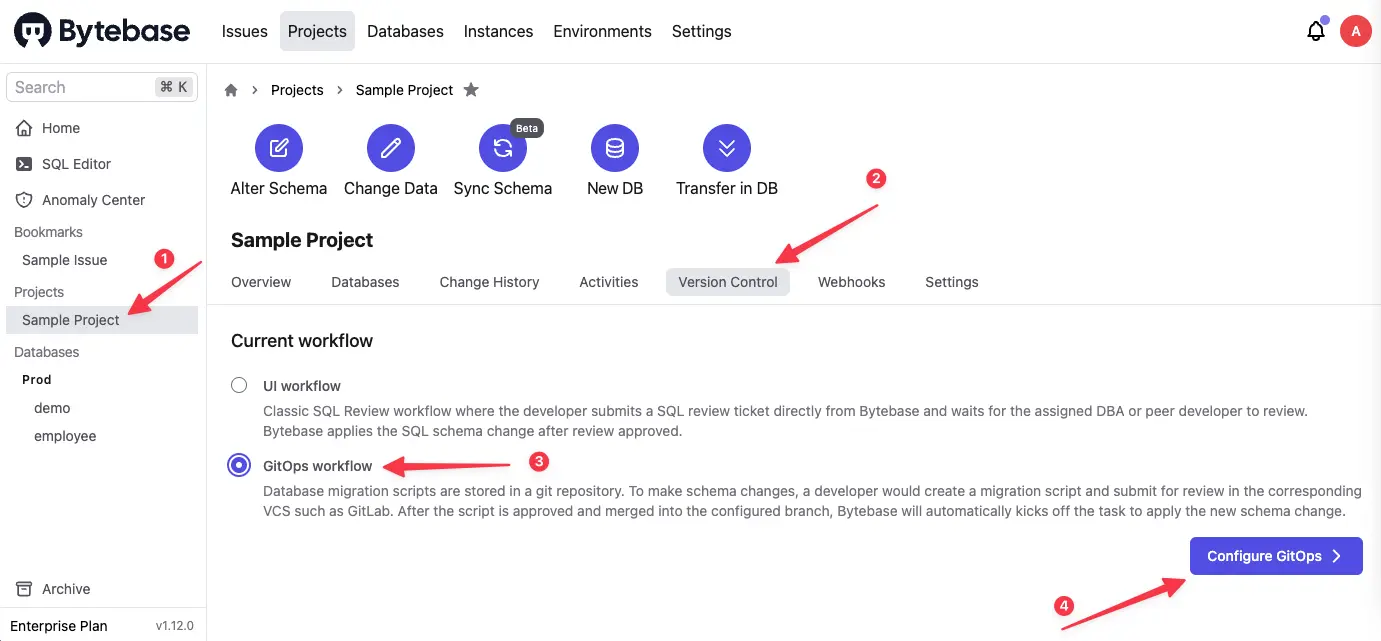 Bytebase
Issues Projects Databases Instances Environments Settings
A
Search ⌘ K
Home
SQL Editor
Anomaly Center
Bookmarks
Sample Issue
1
Projects
Sample Project
Databases
Prod
demo
employee
Archive
Enterprise Plan v1.12.0
Projects > Sample Project
Beta
Alter Schema Change Data Sync Schema New DB Transfer in DB
2
Sample Project
Overview Databases Change History Activities Version Control Webhooks Settings
Current workflow
UI workflow
Classic SQL Review workflow where the developer submits a SQL review ticket directly from Bytebase and waits for the assigned DBA or peer developer to review.
Bytebase applies the SQL schema change after review approved.
GitOps workflow
3
Database migration scripts are stored in a git repository. To make schema changes, a developer would create a migration script and submit for review in the corresponding
VCS such as GitLab. After the script is approved and merged into the configured branch, Bytebase will automatically kicks off the task to apply the new schema change.
Configure GitOps
4